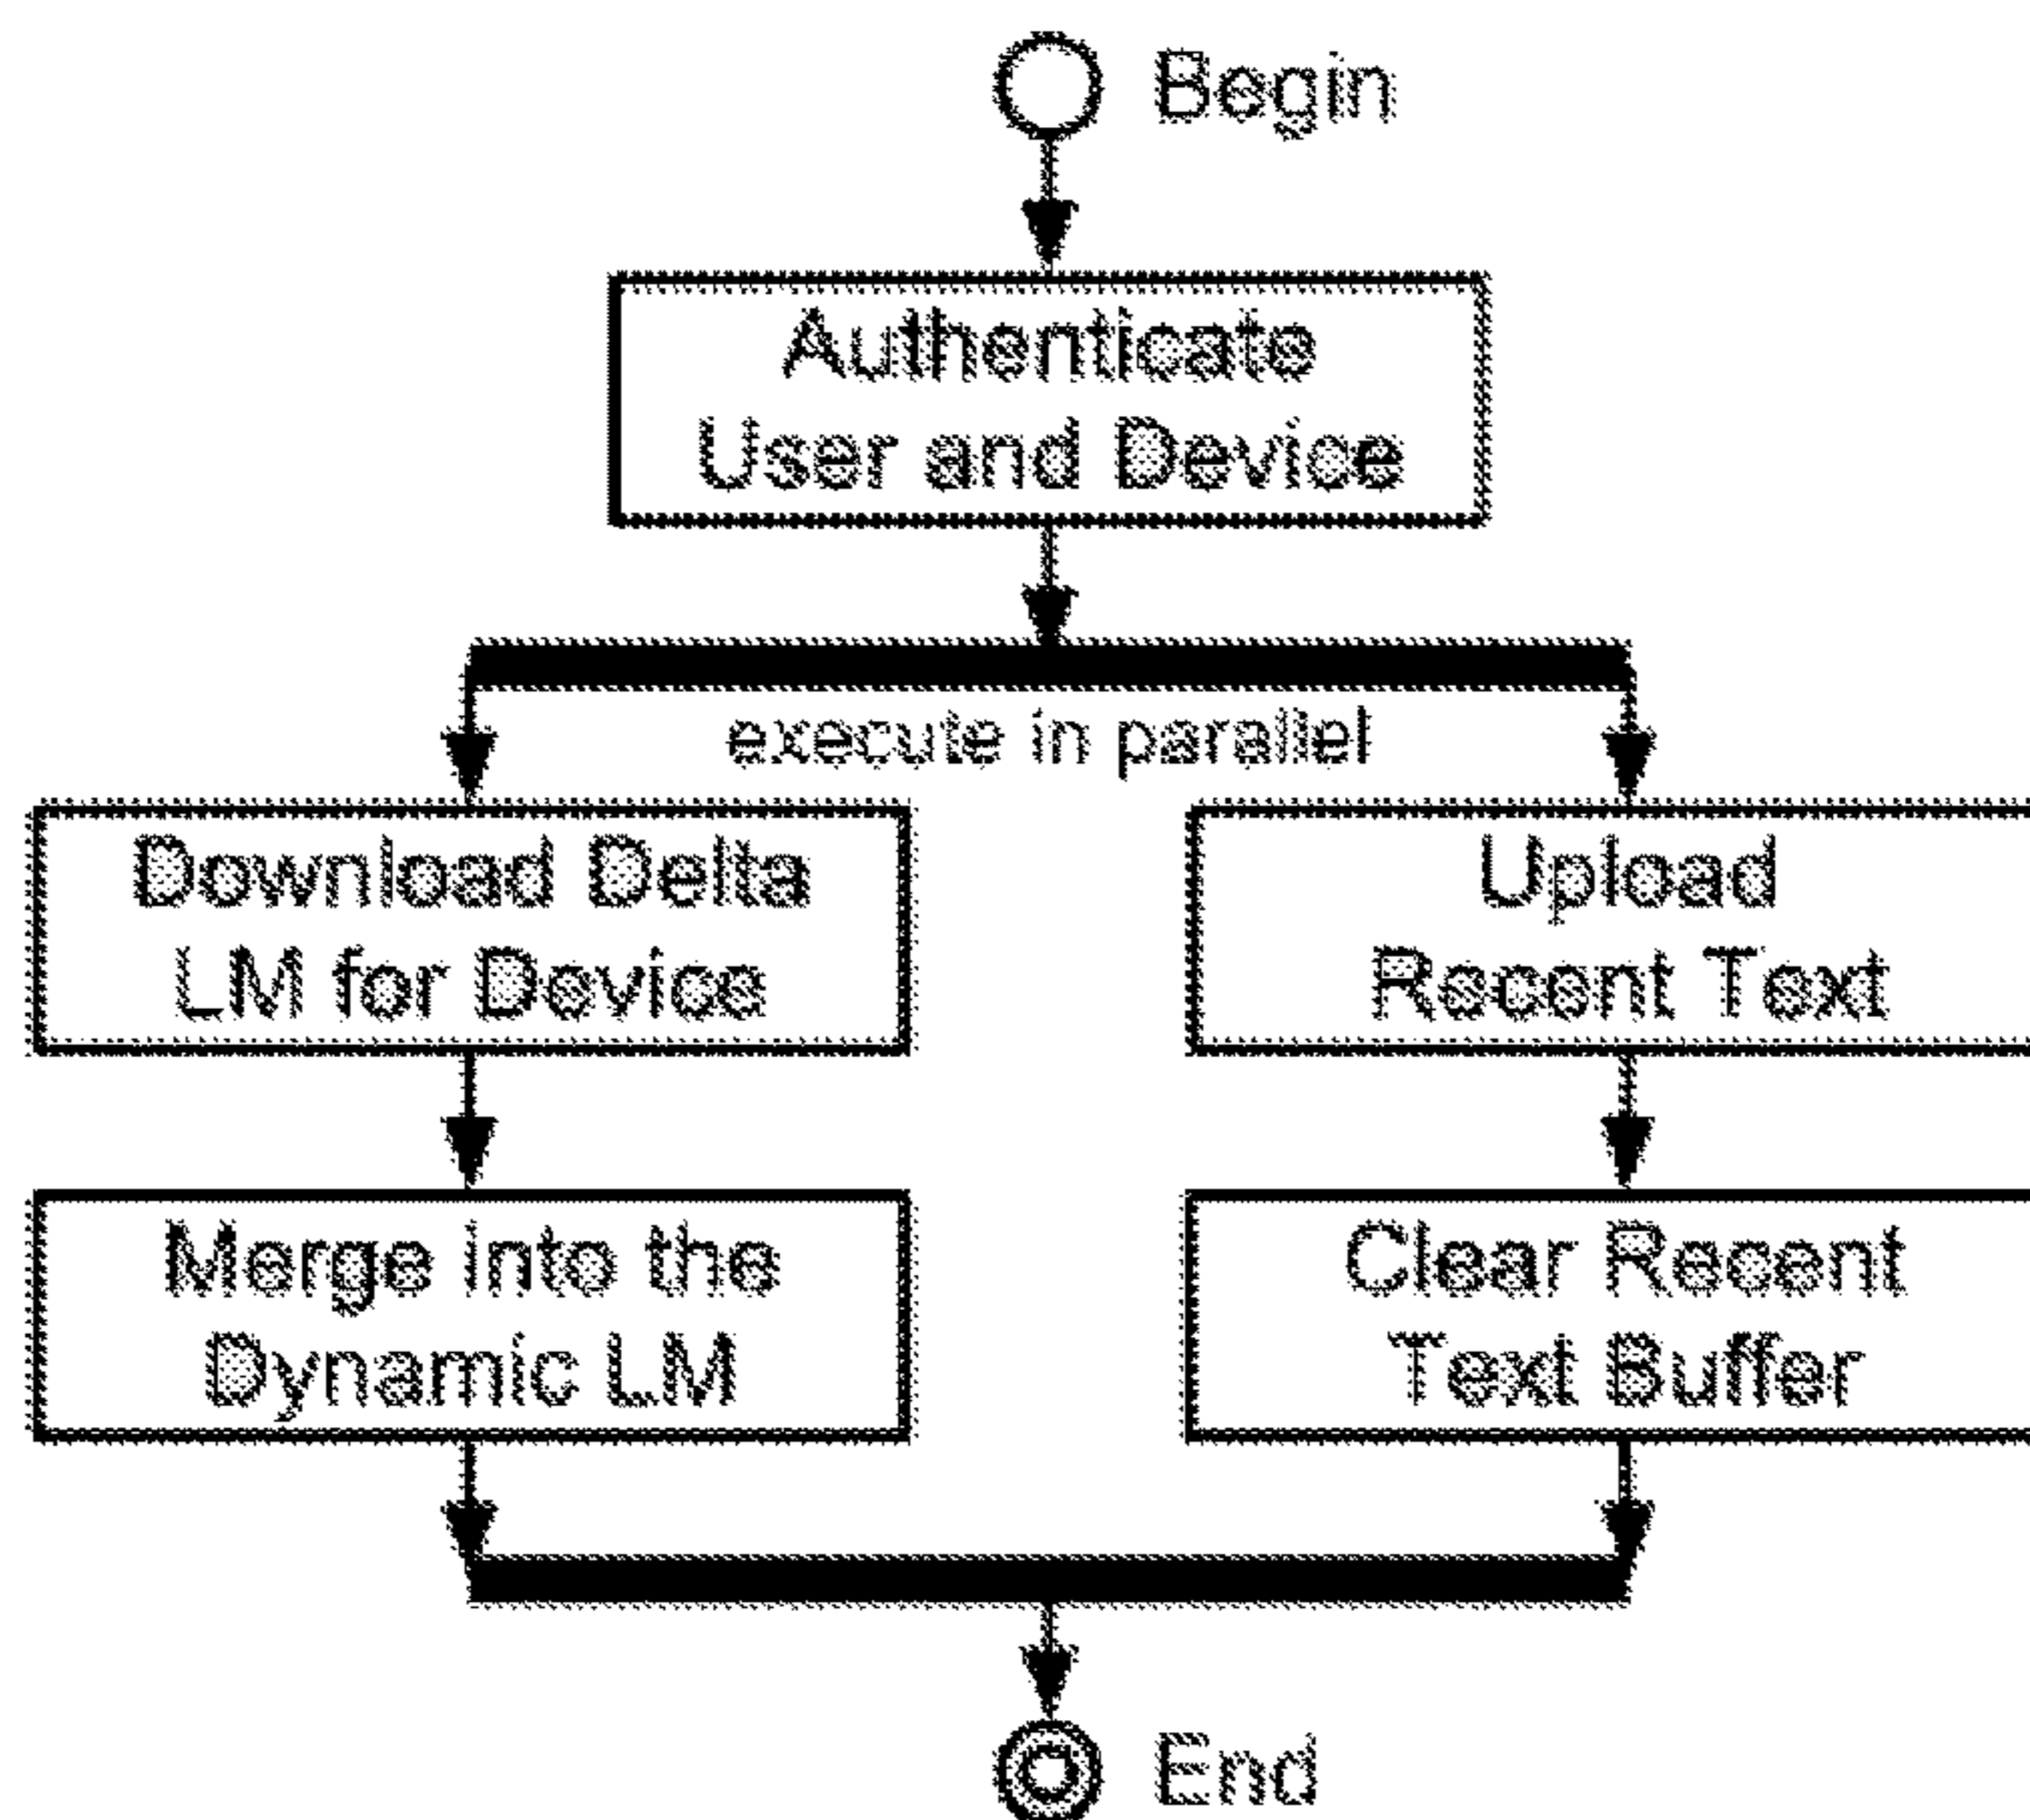 Begin
Authenticate
User and Device
execute in parallel
Download Delta
LM for Device
Upload
Recent Text
Merge into the
Dynamic LM
Clear Recent
Text Buffer
End